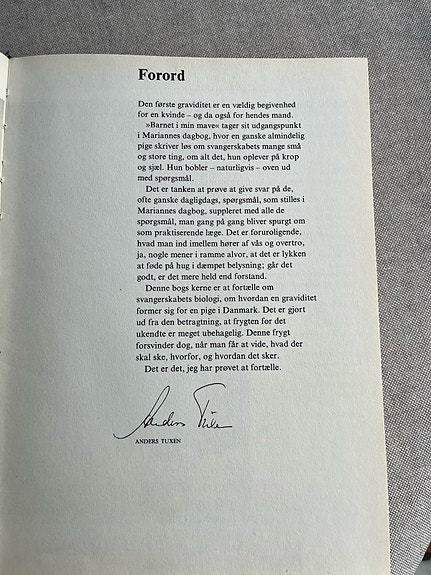 Forord
Den første graviditet er en vældig begivenhed
for en kvinde – og da også for hendes mand.
»Barnet i min mave« tager sit udgangspunkt
i Mariannes dagbog, hvor en ganske almindelig
pige skriver løs om svangerskabets mange små
og store ting, om alt det, hun oplever på krop
og sjæl. Hun bobler – naturligvis – oven ud
med spørgsmål.
Det er tanken at prøve at give svar på de,
ofte ganske dagligdags, spørgsmål, som stilles i
Mariannes dagbog, suppleret med alle de
spørgsmål, man gang på gang bliver spurgt om
som praktiserende læge. Det er foruroligende,
hvad man ind imellem hører af vås og overtro,
ja, nogle mener i ramme alvor, at det er lykken
at føde på hug i dæmpet belysning; går det
godt, er det mere held end forstand.
Denne bogs kerne er at fortælle om
svangerskabets biologi, om hvordan en graviditet
former sig for en pige i Danmark. Det er gjort
ud fra den betragtning, at frygten for det
ukendte er meget ubehagelig. Denne frygt
forsvinder dog, når man får at vide, hvad der
skal ske, hvorfor, og hvordan det sker.
Det er det, jeg har prøvet at fortælle.
Anders Tuxen
ANDERS TUXEN